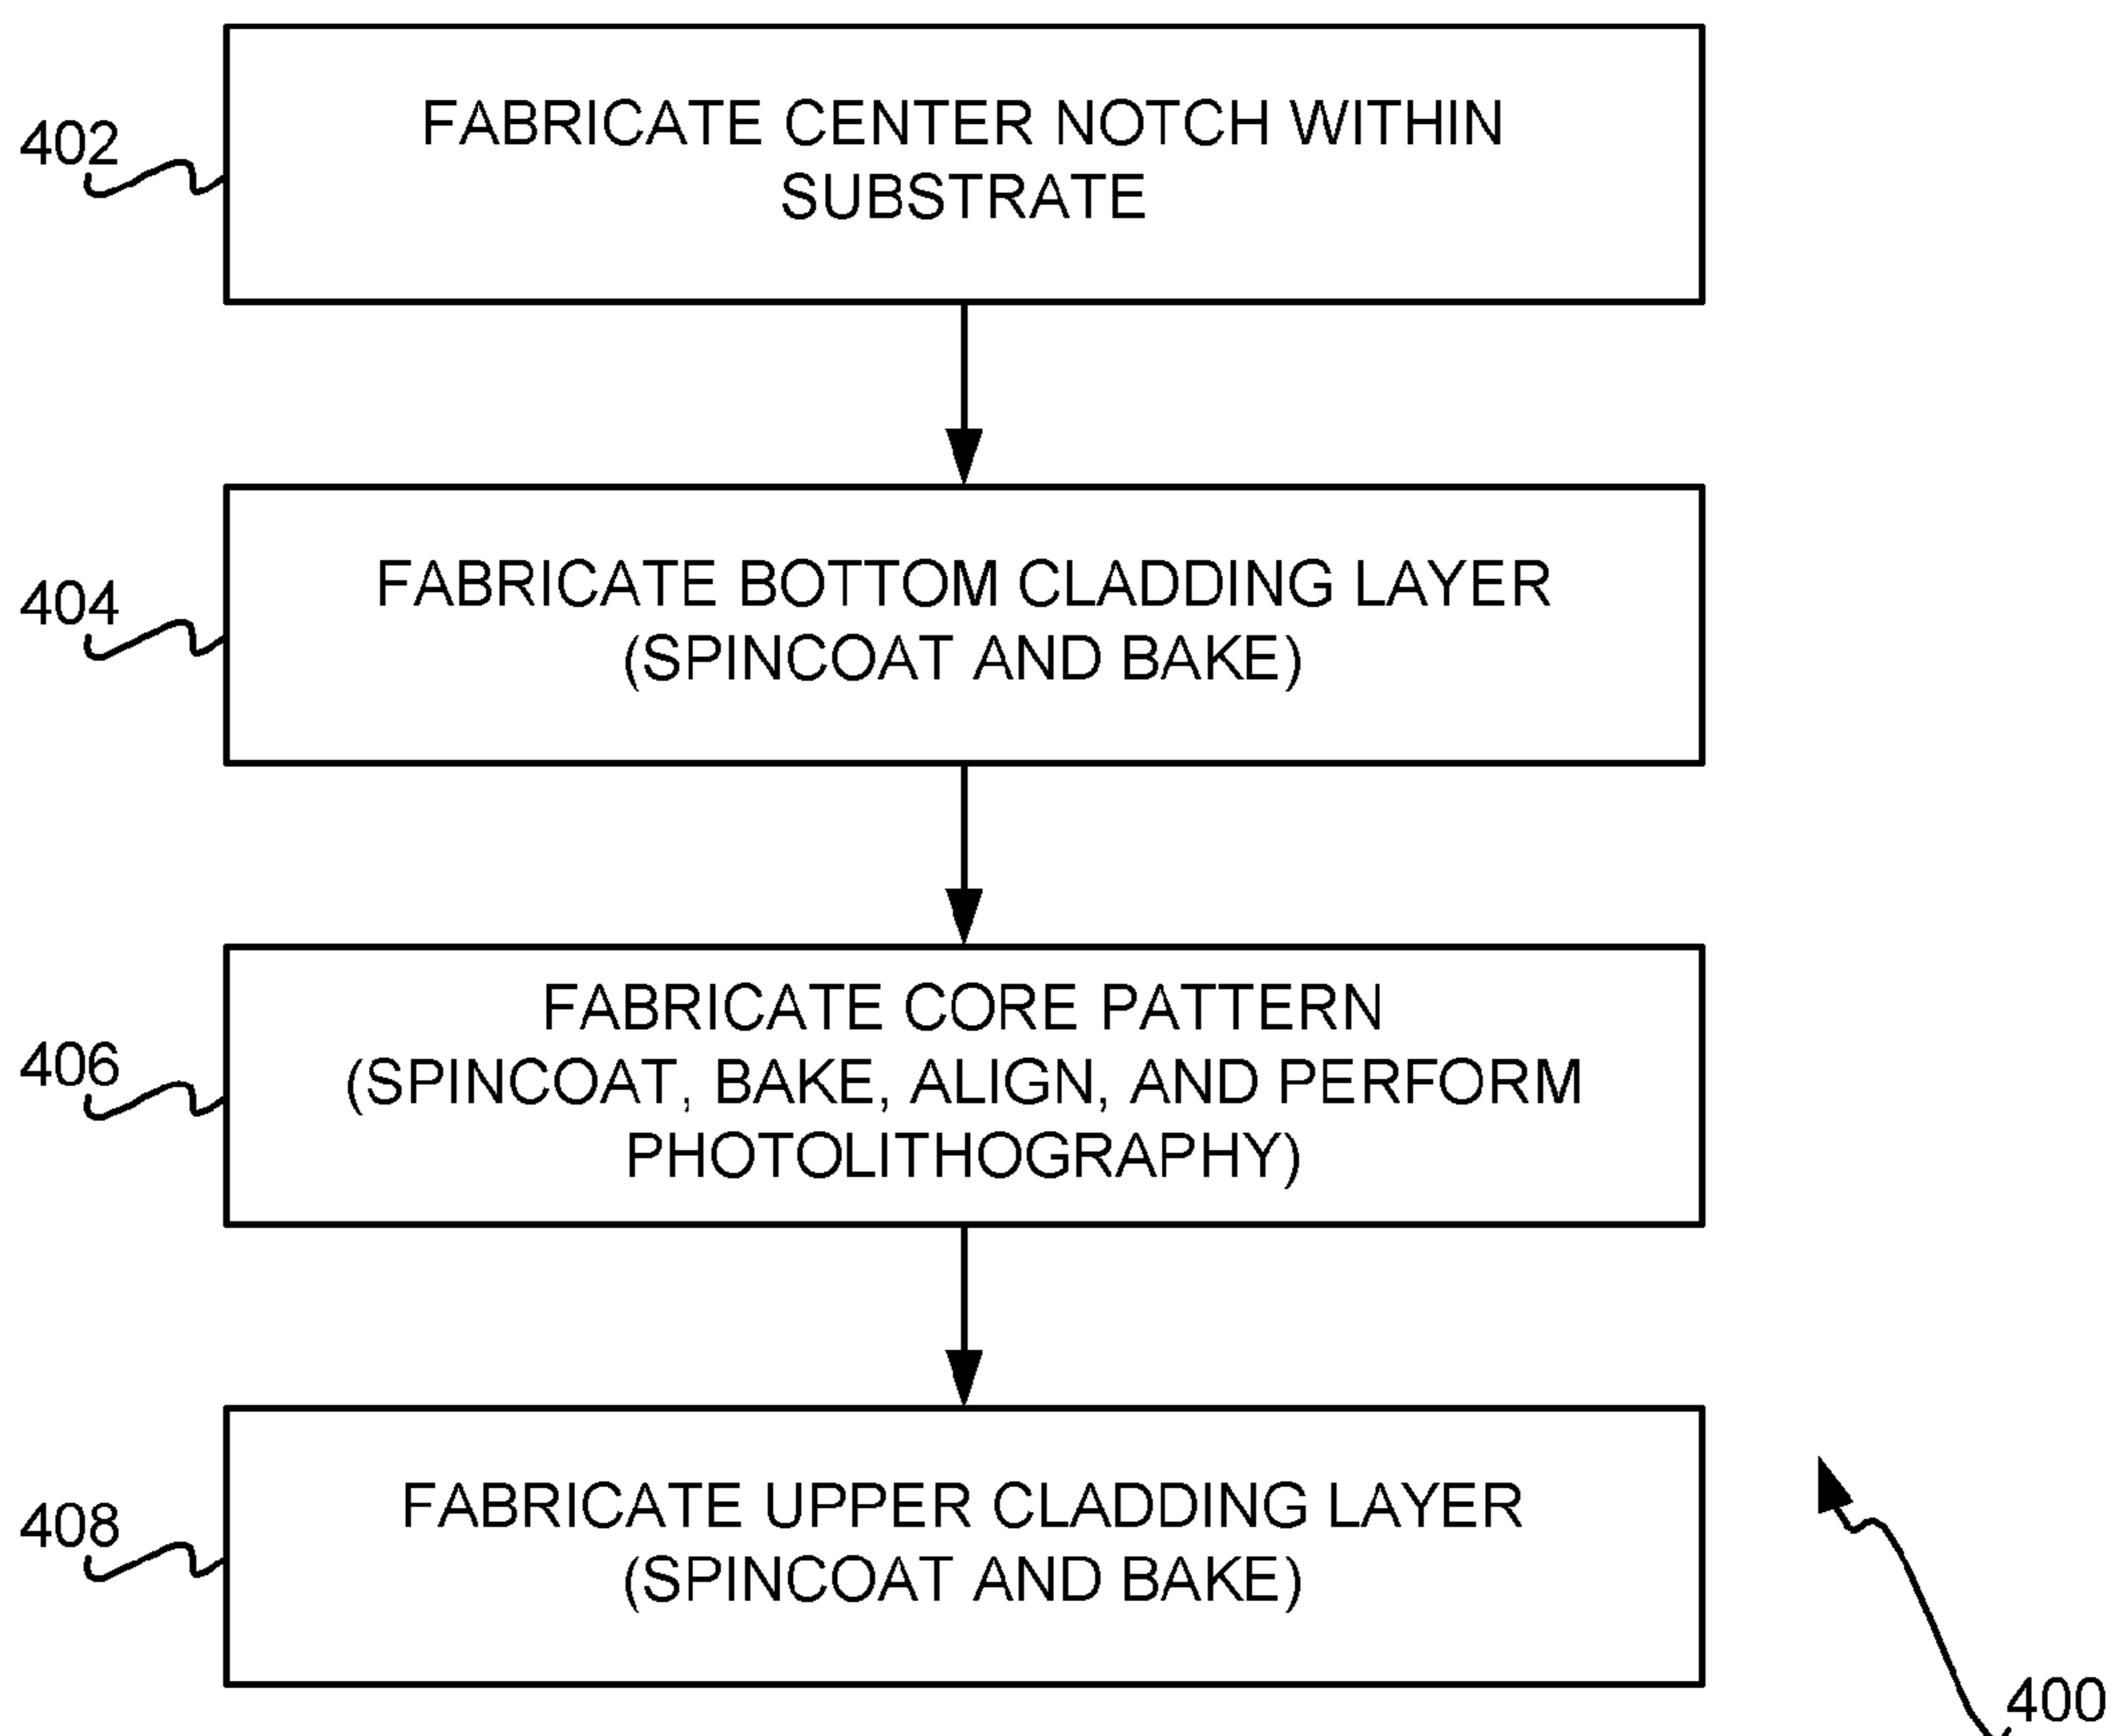 402
FABRICATE CENTER NOTCH WITHIN
SUBSTRATE
404
FABRICATE BOTTOM CLADDING LAYER
(SPINCOAT AND BAKE)
406
FABRICATE CORE PATTERN
(SPINCOAT, BAKE, ALIGN, AND PERFORM
PHOTOLITHOGRAPHY)
408
FABRICATE UPPER CLADDING LAYER
(SPINCOAT AND BAKE)
400